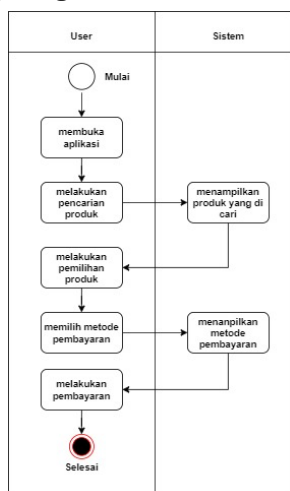 User
Sistem
Mulai
membuka
aplikasi
melakukan
pencarian
produk
menampilkan
produk yang di
cari
melakukan
pemilihan
produk
memilih metode
pembayaran
menanpilkan
metode
pembayaran
melakukan
pembayaran
Selesai